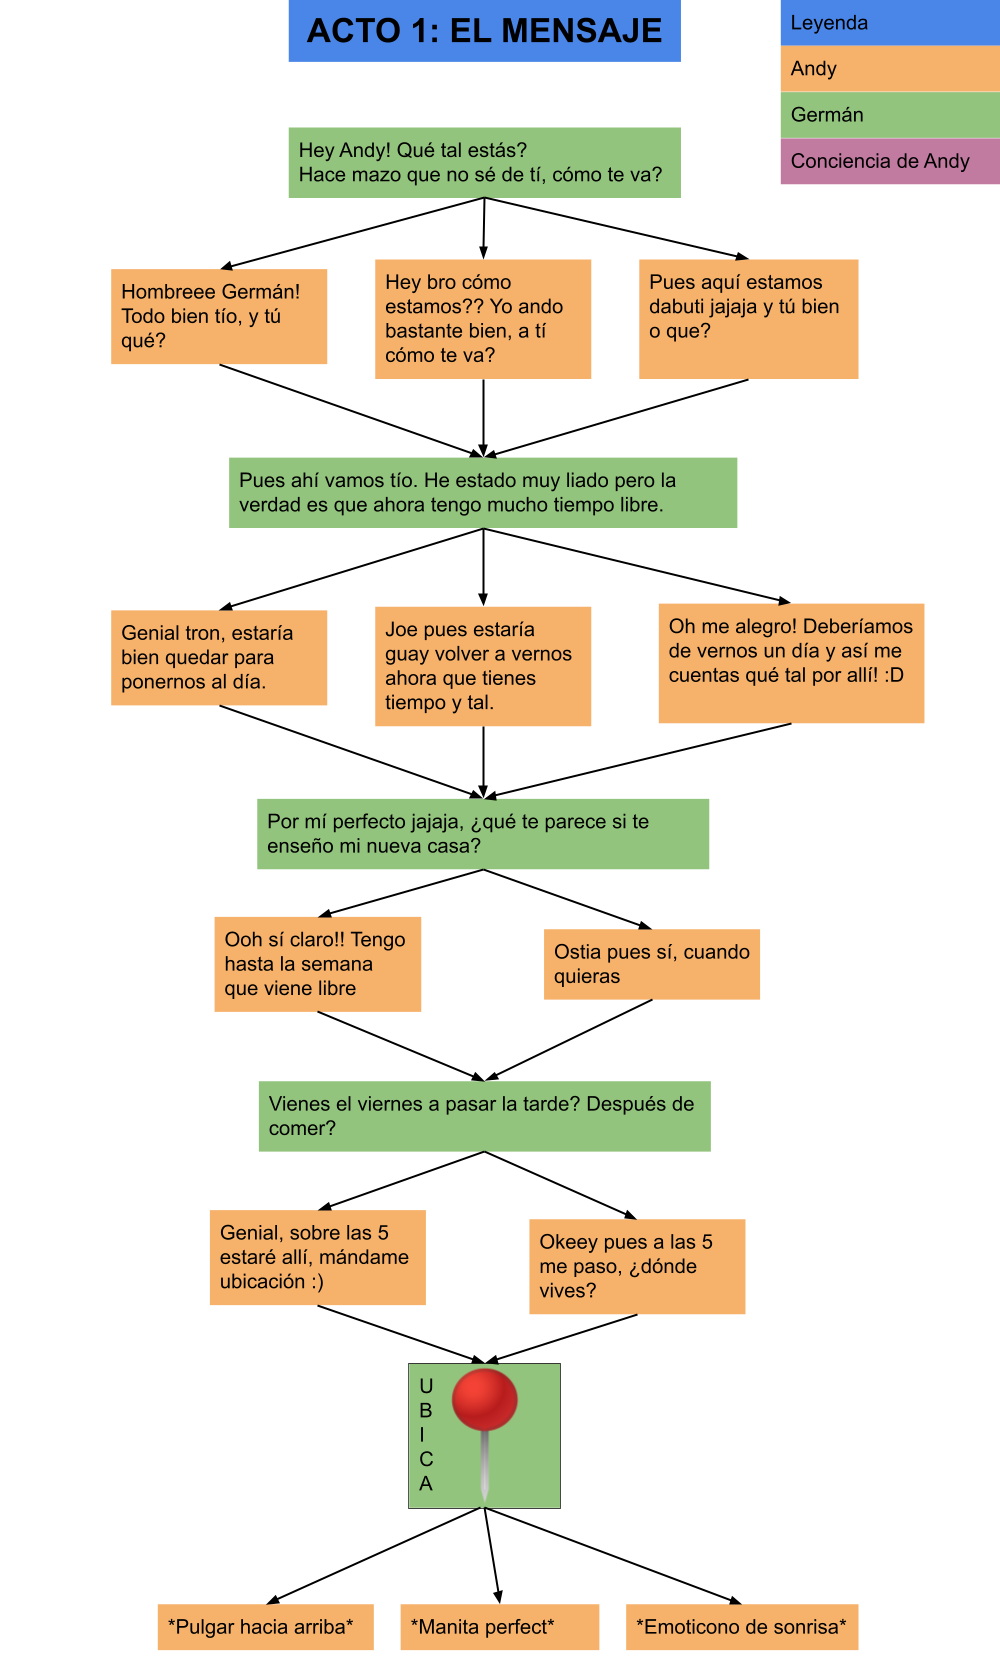 ACTO 1: EL MENSAJE
Leyenda
Andy
Germán
Conciencia de Andy
Hey Andy! Qué tal estás?
Hace mazo que no sé de tí, cómo te va?
Hombreee Germán!
Todo bien tío, y tú
qué?
Hey bro cómo
estamos?? Yo ando
bastante bien, a tí
cómo te va?
Pues aquí estamos
dabuti jajaja y tú bien
o que?
Pues ahí vamos tío. He estado muy liado pero la
verdad es que ahora tengo mucho tiempo libre.
Genial tron, estaría
bien quedar para
ponernos al día.
Joe pues estaría
guay volver a vernos
ahora que tienes
tiempo y tal.
Oh me alegro! Deberíamos
de vernos un día y así me
cuentas qué tal por allí! :D
Por mí perfecto jajaja, ¿qué te parece si te
enseño mi nueva casa?
Ooh sí claro!! Tengo
hasta la semana
que viene libre
Ostia pues sí, cuando
quieras
Vienes el viernes a pasar la tarde? Después de
comer?
Genial, sobre las 5
estaré allí, mándame
ubicación :)
Okeey pues a las 5
me paso, ¿dónde
vives?
U
B
I
C
A
*Pulgar hacia arriba*
*Manita perfect*
*Emoticono de sonrisa*